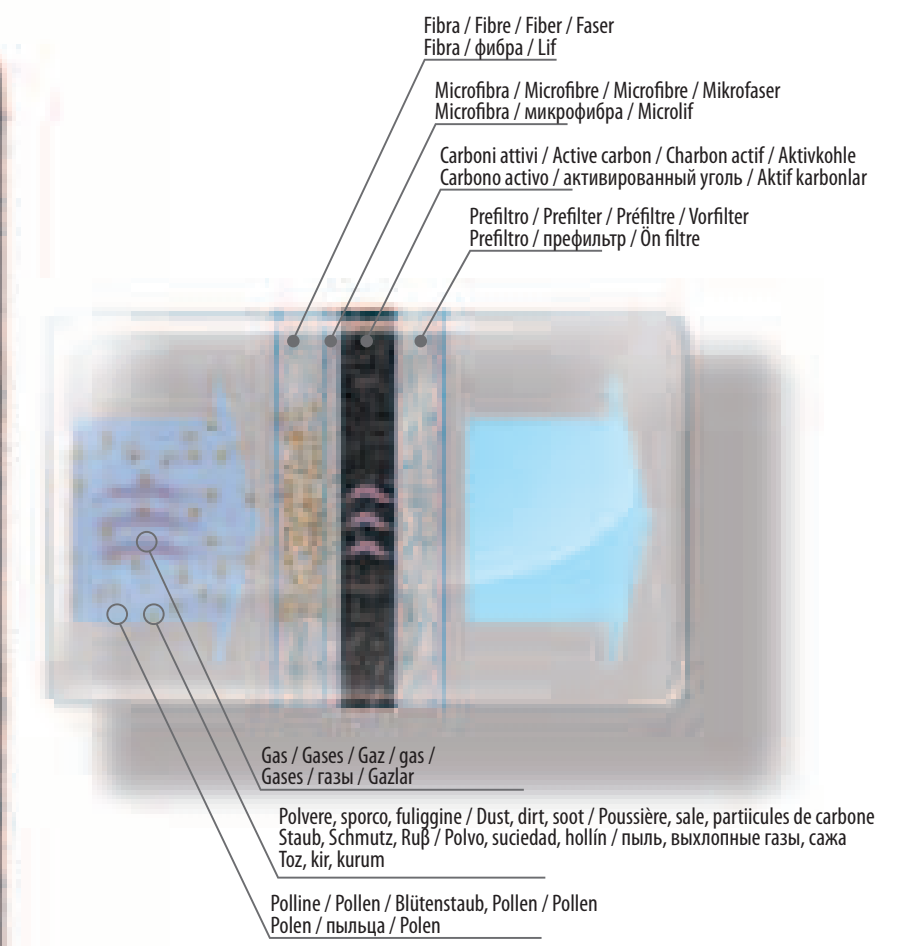 Fibra / Fibre / Fiber / Faser
Fibra / фибра / Lif
Microfibra / Microfibre / Microfibre / Mikrofaser
Microfibra / микрофибра / Microlif
Carboni attivi / Active carbon / Charbon actif / Aktivkohle
Carbono activo / активированный уголь / Aktif karbonlar
Prefiltro / Prefilter / Préfiltre / Vorfilter
Prefiltro / префильтр / Ön filtre
Gas / Gases / Gaz / gas /
Gases / газы / Gazlar
Polvere, sporco, fuliggine / Dust, dirt, soot / Poussière, sale, partiicules de carbone
Staub, Schmutz, Ruβ / Polvo, suciedad, hollín / пыль, выхлопные газы, сажа
Toz, kir, kurum
Polline / Pollen / Blütenstaub, Pollen / Pollen
Polen / пыльца / Polen